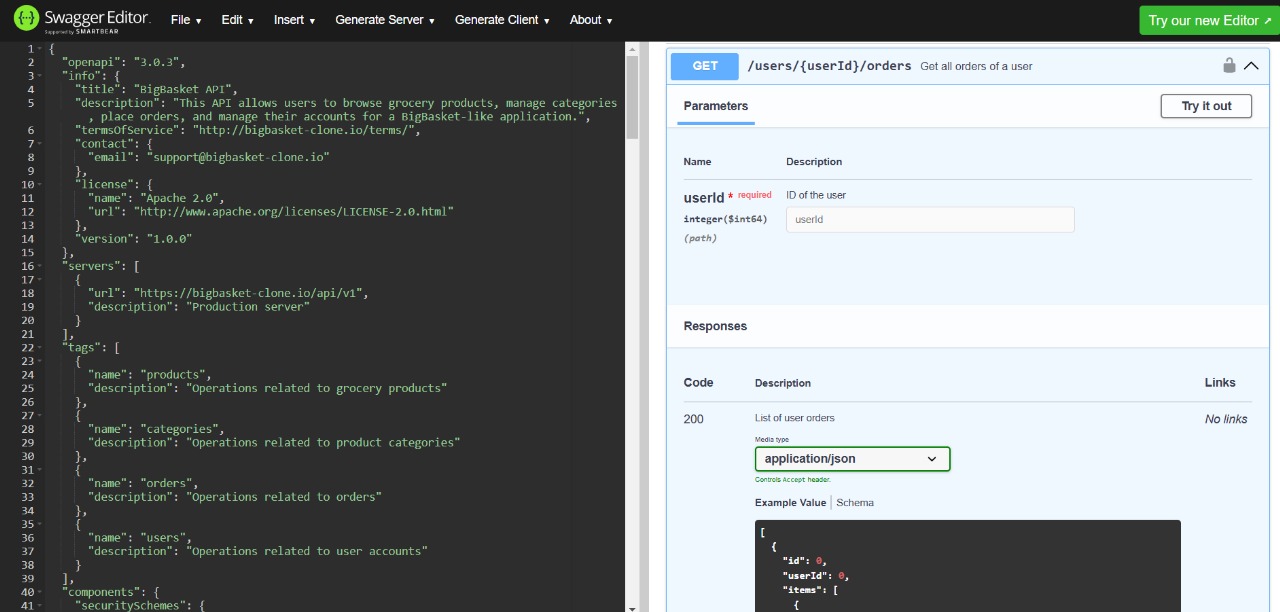 SwaggerEditor.
Supported by SMARTBEAR
File
Edit
Insert
Generate Server
Generate Client
About
Try our new Editor
1 {
2 "openapi": "3.0.3",
3 "info": {
4 "title": "BigBasket API",
5 "description": "This API allows users to browse grocery products, manage categories
, place orders, and manage their accounts for a BigBasket-like application.",
6 "termsOfService": "http://bigbasket-clone.io/terms/",
7 "contact": {
8 "email": "support@bigbasket-clone.io"
9 },
10 "license": {
11 "name": "Apache 2.0",
12 "url": "http://www.apache.org/licenses/LICENSE-2.0.html"
13 },
14 "version": "1.0.0"
15 },
16 "servers": [
17 {
18 "url": "https://bigbasket-clone.io/api/v1",
19 "description": "Production server"
20 }
21 ],
22 "tags": [
23 {
24 "name": "products",
25 "description": "Operations related to grocery products"
26 },
27 {
28 "name": "categories",
29 "description": "Operations related to product categories"
30 },
31 {
32 "name": "orders",
33 "description": "Operations related to orders"
34 },
35 {
36 "name": "users",
37 "description": "Operations related to user accounts"
38 }
39 ],
40 "components": {
41 "securitySchemes": {
GET /users/{userId}/orders Get all orders of a user
Parameters
Try it out
Name Description
userId * required ID of the user
integer($int64) userId
(path)
Responses
Code Description Links
200 List of user orders No links
Media type
application/json
Controls Accept header.
Example Value Schema
[
{
"id": 0,
"userId": 0,
"items": [
{